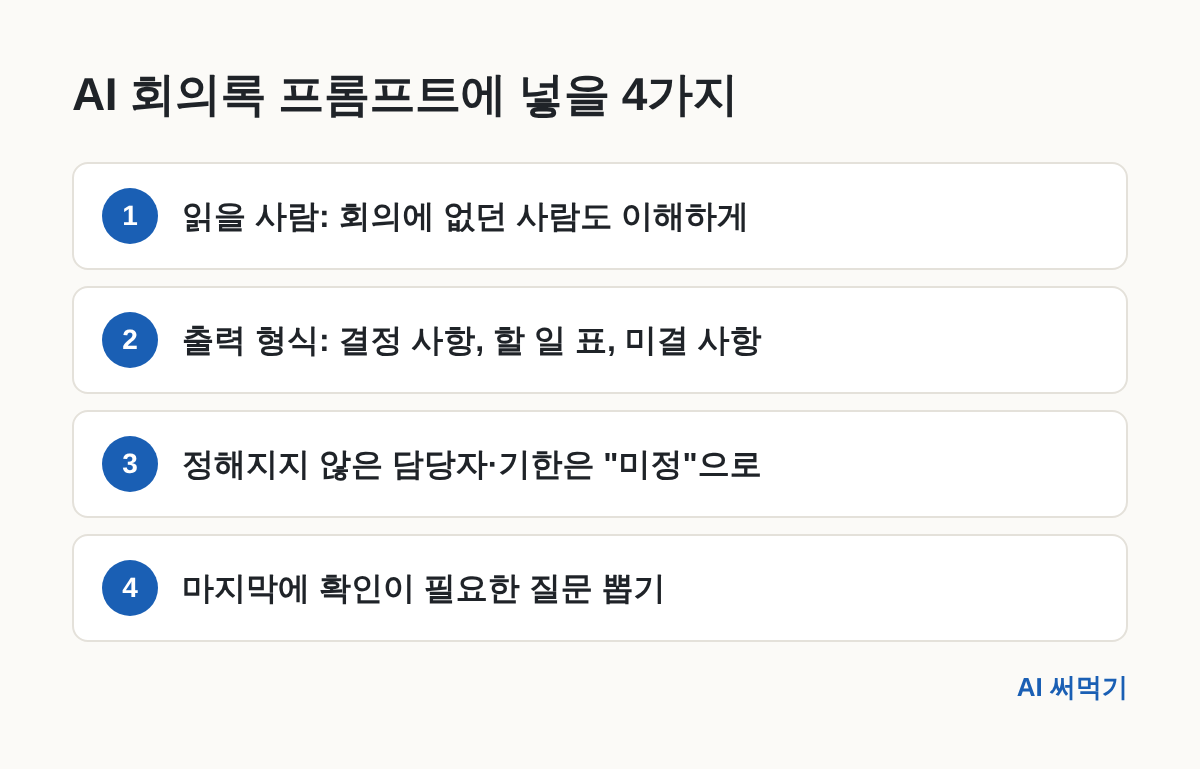 AI 회의록 프롬프트에 넣을 4가지
1 읽을 사람: 회의에 없던 사람도 이해하게
2 출력 형식: 결정 사항, 할 일 표, 미결 사항
3 정해지지 않은 담당자·기한은 "미정"으로
4 마지막에 확인이 필요한 질문 뽑기
AI 써먹기